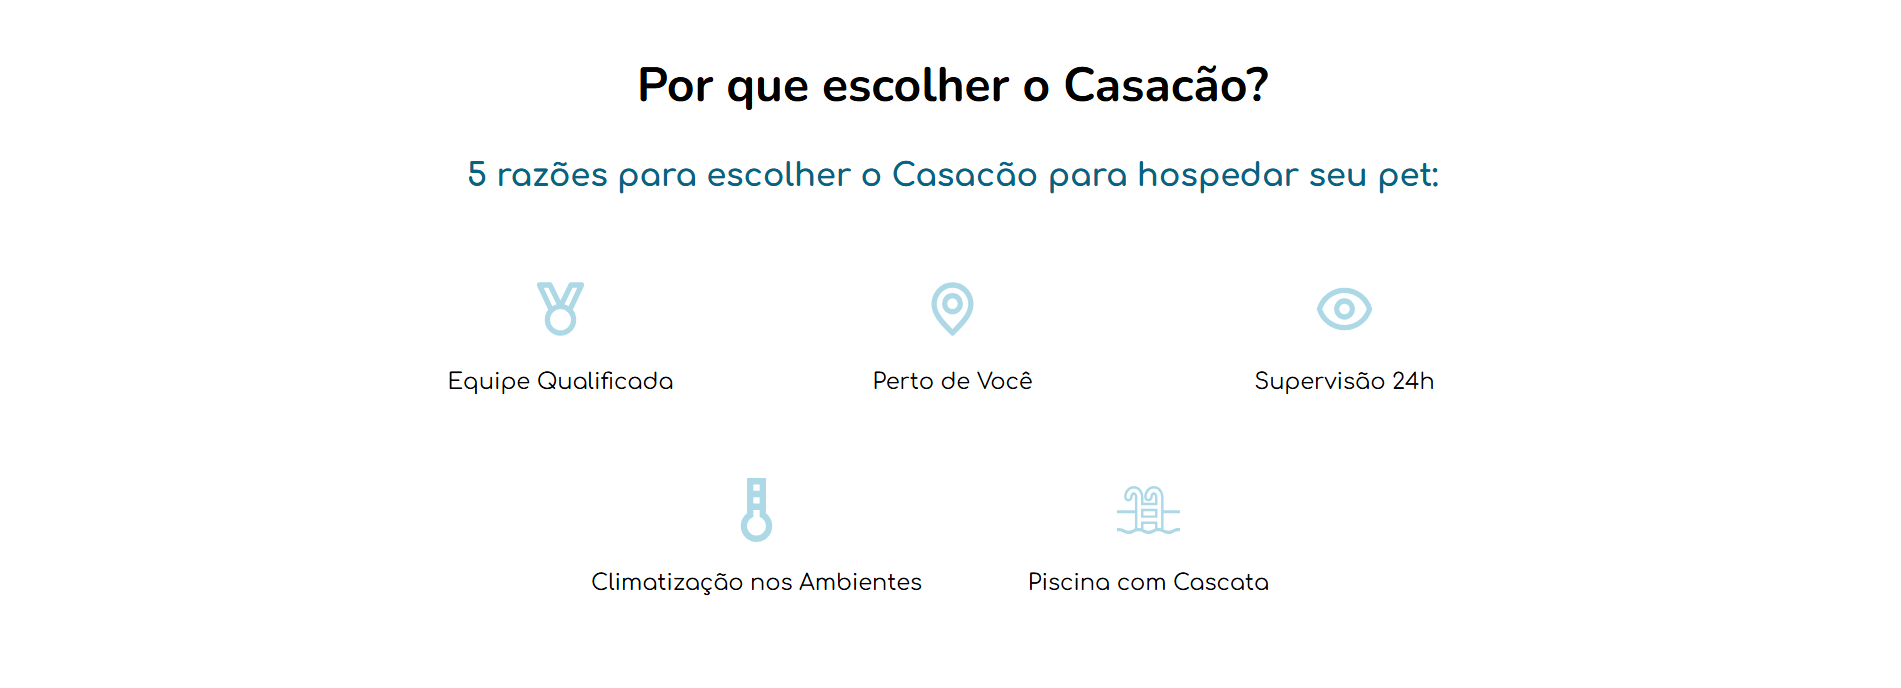 Por que escolher o Casacão?
5 razões para escolher o Casacão para hospedar seu pet:
Equipe Qualificada
Perto de Você
Supervisão 24h
Climatização nos Ambientes
Piscina com Cascata